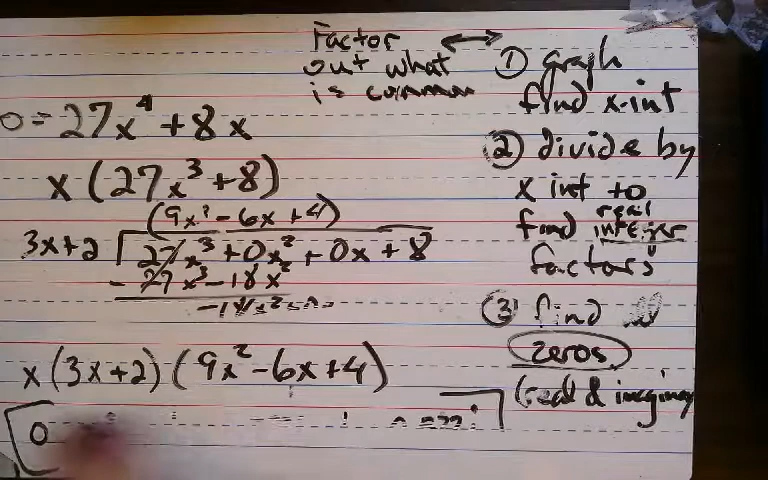 Factor
out what
is common
0 = 27x⁴ + 8x
x (27x³ + 8)
(9x² - 6x + 4)
3x+2 27x³ + 0x² + 0x + 8
- 27x³ - 18x²
x (3x+2) (9x² - 6x + 4)
0
① graph
find x-int
② divide by
x int to
real
find integer
factors
③ find
zeros
(real &